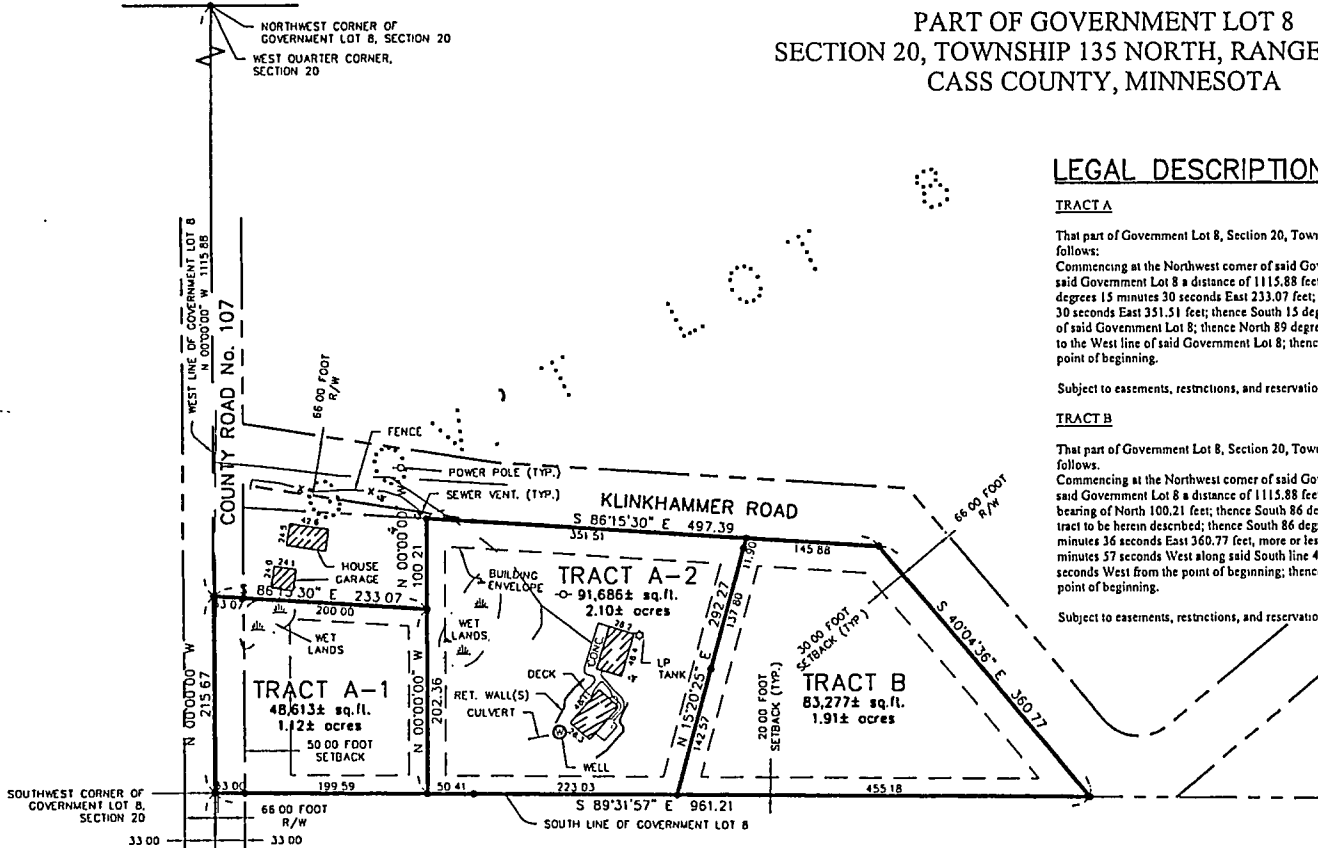 PART OF GOVERNMENT LOT 8
SECTION 20, TOWNSHIP 135 NORTH, RANGE
CASS COUNTY, MINNESOTA
NORTHWEST CORNER OF
GOVERNMENT LOT 8, SECTION 20
WEST QUARTER CORNER,
SECTION 20
LEGAL DESCRIPTION
TRACT A
That part of Government Lot 8, Section 20, Town
follows:
Commencing at the Northwest corner of said Gov
said Government Lot 8 a distance of 1115.88 feet
degrees 15 minutes 30 seconds East 233.07 feet;
30 seconds East 351.51 feet; thence South 15 deg
of said Government Lot 8; thence North 89 degre
to the West line of said Government Lot 8; thenc
point of beginning.
Subject to easements, restrictions, and reservatio
TRACT B
That part of Government Lot 8, Section 20, Town
follows.
Commencing at the Northwest corner of said Gov
said Government Lot 8 a distance of 1115.88 fee
bearing of North 100.21 feet; thence South 86 de
tract to be herein described; thence South 86 deg
minutes 36 seconds East 360.77 feet, more or les
minutes 57 seconds West along said South line 4
seconds West from the point of beginning; thenc
point of beginning.
Subject to easements, restrictions, and reservatio
V'T LOT 8
WEST LINE OF GOVERNMENT LOT 8
N 00°00'00" W 1115.88
COUNTY ROAD No. 107
66 00 FOOT
R/W
FENCE
POWER POLE (TYP.)
SEWER VENT. (TYP.)
KLINKHAMMER ROAD
S 86°15'30" E 497.39
351 51
145 88
66 00 FOOT
R/W
42.6
24.5
HOUSE
GARAGE
24.1
24.0
N 00°00'00" W
100 21
S 86°15'30" E 233 07
33 07
200 00
WET
LANDS
BUILDING
ENVELOPE
TRACT A-2
91,686± sq.ft.
2.10± acres
11.90
N 15°20'25" E 292.27
137 80
142 57
WET
LANDS,
CONC.
LP
TANK
DECK
RET. WALL(S)
CULVERT
WELL
W
30 00 FOOT
SETBACK (TYP.)
20 00 FOOT
SETBACK (TYP.)
S 40°04'36" E 360.77
TRACT B
83,277± sq.ft.
1.91± acres
TRACT A-1
48,613± sq.ft.
1.12± acres
N 00°00'00" W
215.67
N 00°00'00" W
202.36
50 00 FOOT
SETBACK
SOUTHWEST CORNER OF
GOVERNMENT LOT 8,
SECTION 20
33 00
199 59
50 41
223 03
455 18
S 89°31'57" E 961.21
66 00 FOOT
R/W
SOUTH LINE OF GOVERNMENT LOT 8
33 00
33 00